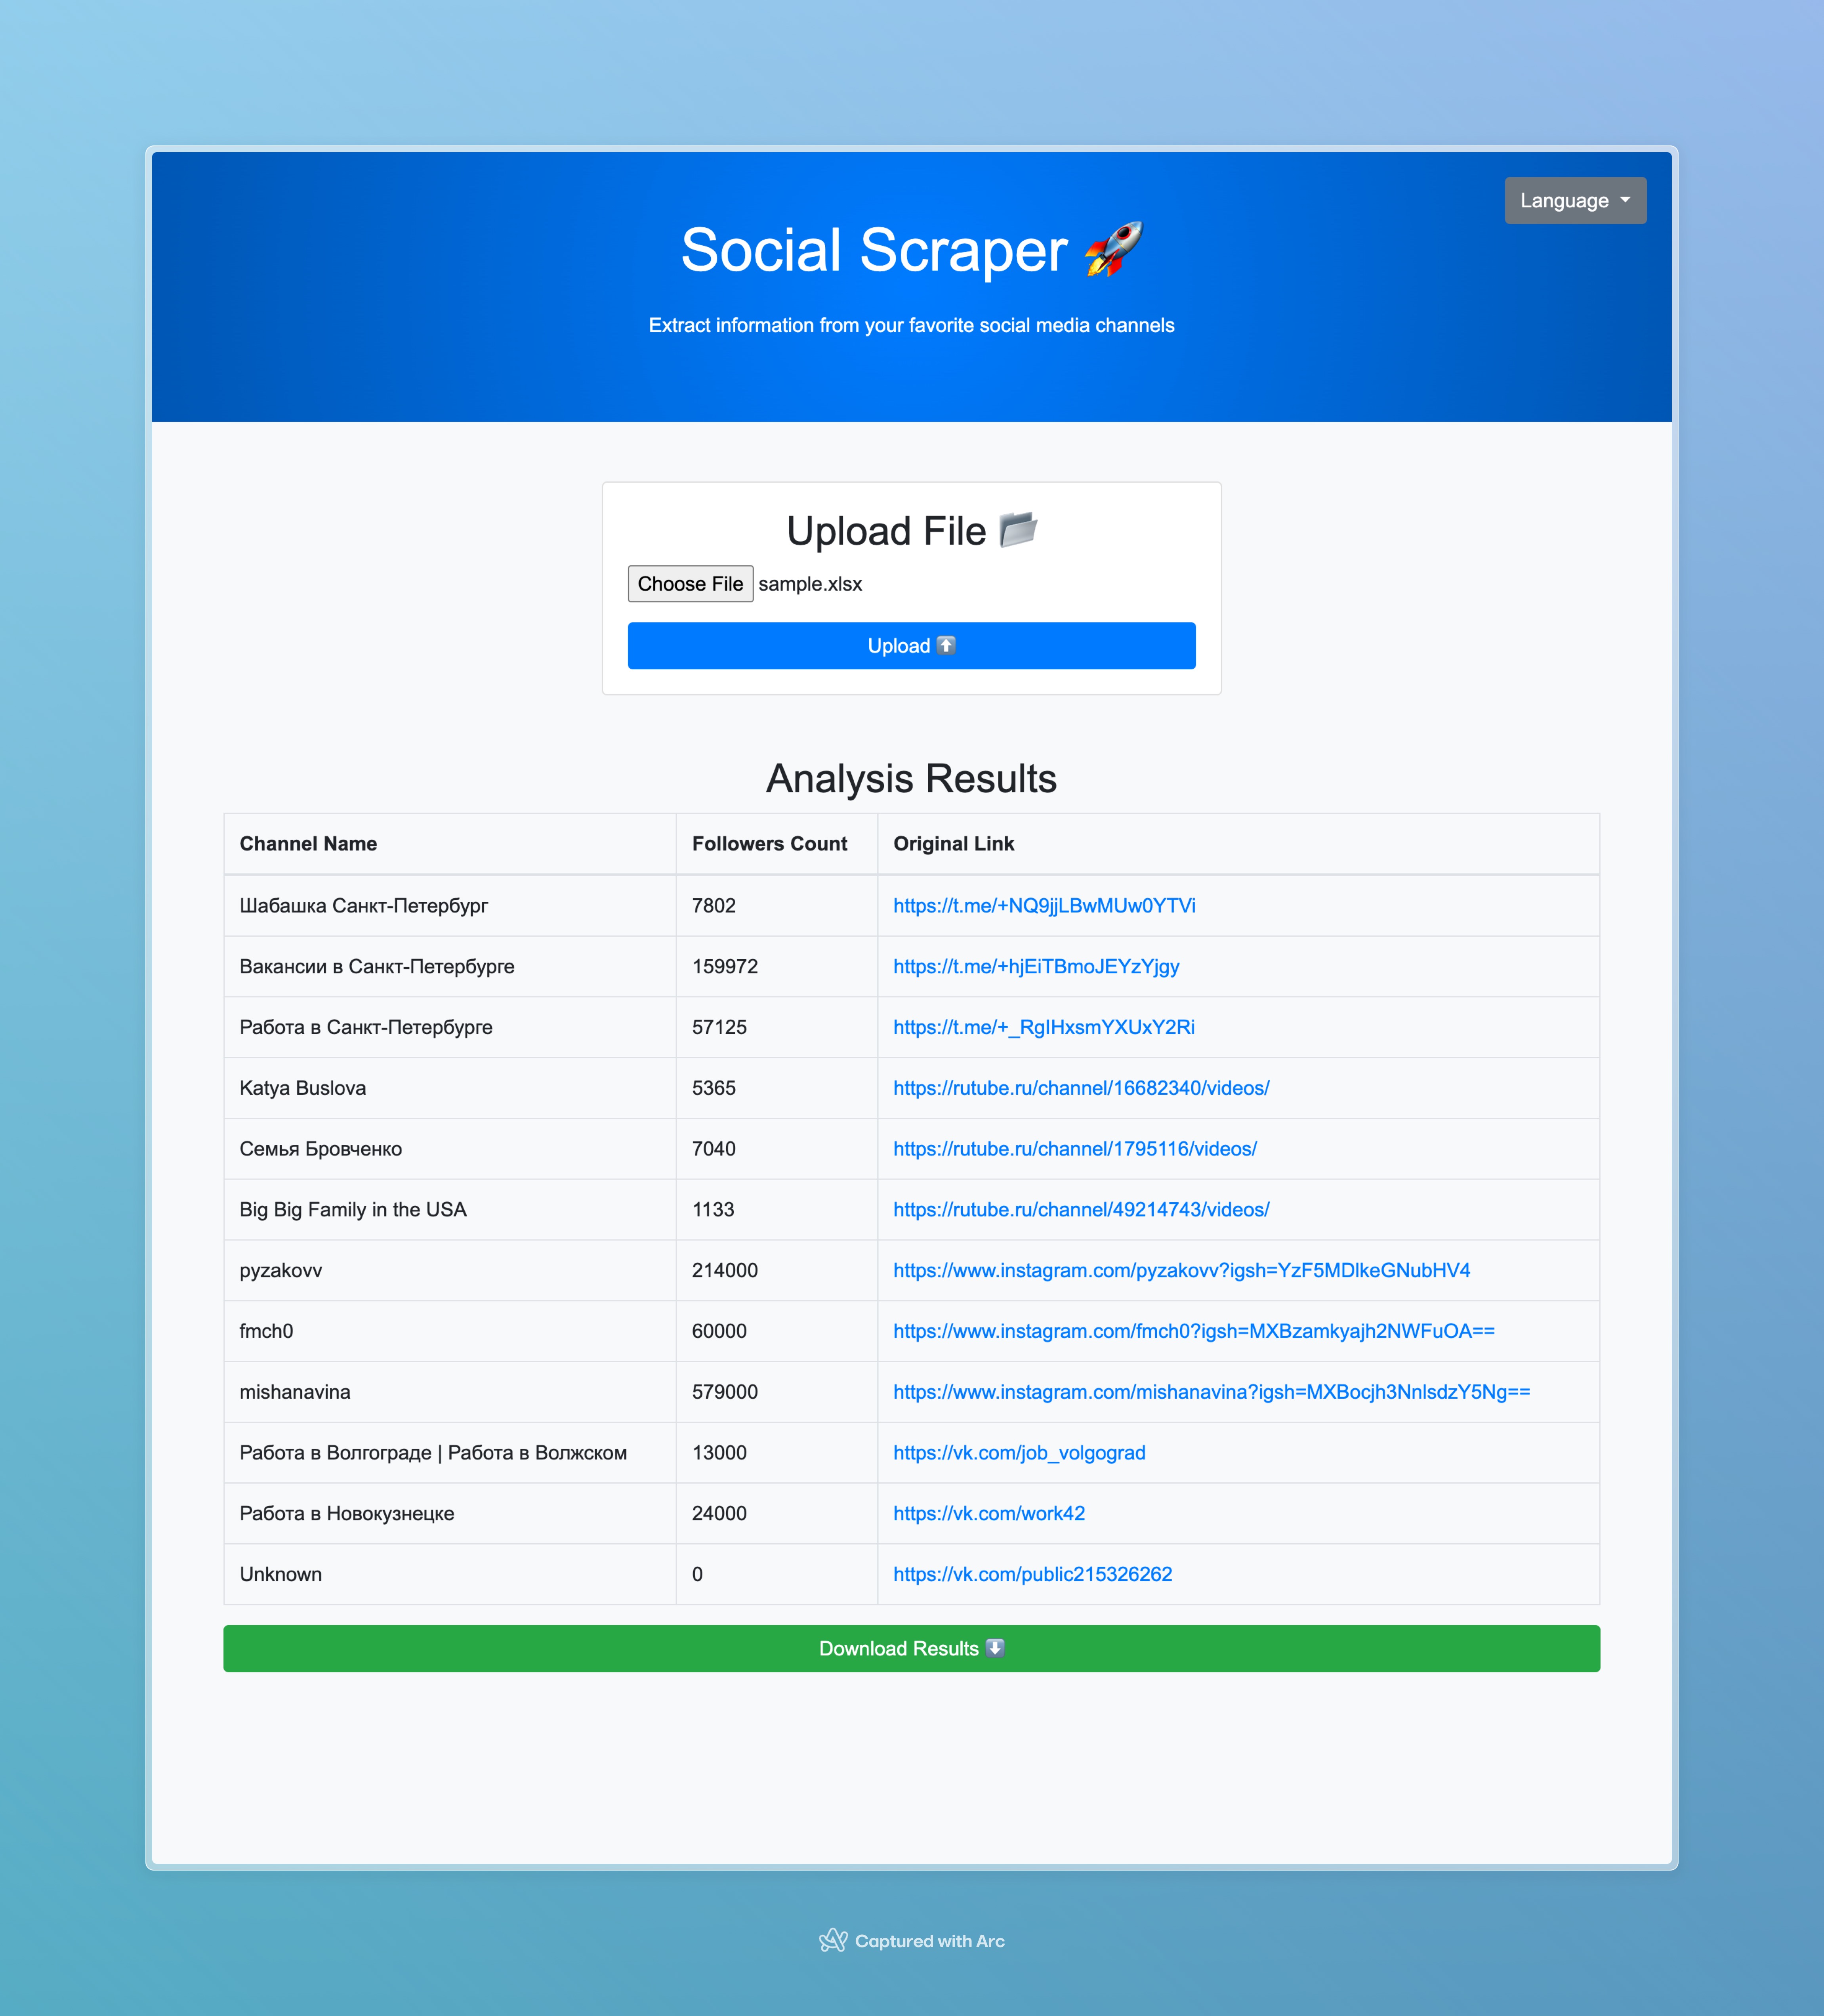 Language
Social Scraper 🚀
Extract information from your favorite social media channels
Upload File 📁
Choose File sample.xlsx
Upload ⬆️
Analysis Results
Channel Name Followers Count Original Link
Шабашка Санкт-Петербург 7802 https://t.me/+NQ9jjLBwMUw0YTVi
Вакансии в Санкт-Петербурге 159972 https://t.me/+hjEiTBmoJEYzYjgy
Работа в Санкт-Петербурге 57125 https://t.me/+_RgIHxsmYXUxY2Ri
Katya Buslova 5365 https://rutube.ru/channel/16682340/videos/
Семья Бровченко 7040 https://rutube.ru/channel/1795116/videos/
Big Big Family in the USA 1133 https://rutube.ru/channel/49214743/videos/
pyzakovv 214000 https://www.instagram.com/pyzakovv?igsh=YzF5MDlkeGNubHV4
fmch0 60000 https://www.instagram.com/fmch0?igsh=MXBzamkyajh2NWFuOA==
mishanavina 579000 https://www.instagram.com/mishanavina?igsh=MXBocjh3NnlsdzY5Ng==
Работа в Волгограде | Работа в Волжском 13000 https://vk.com/job_volgograd
Работа в Новокузнецке 24000 https://vk.com/work42
Unknown 0 https://vk.com/public215326262
Download Results ⬇️
Captured with Arc